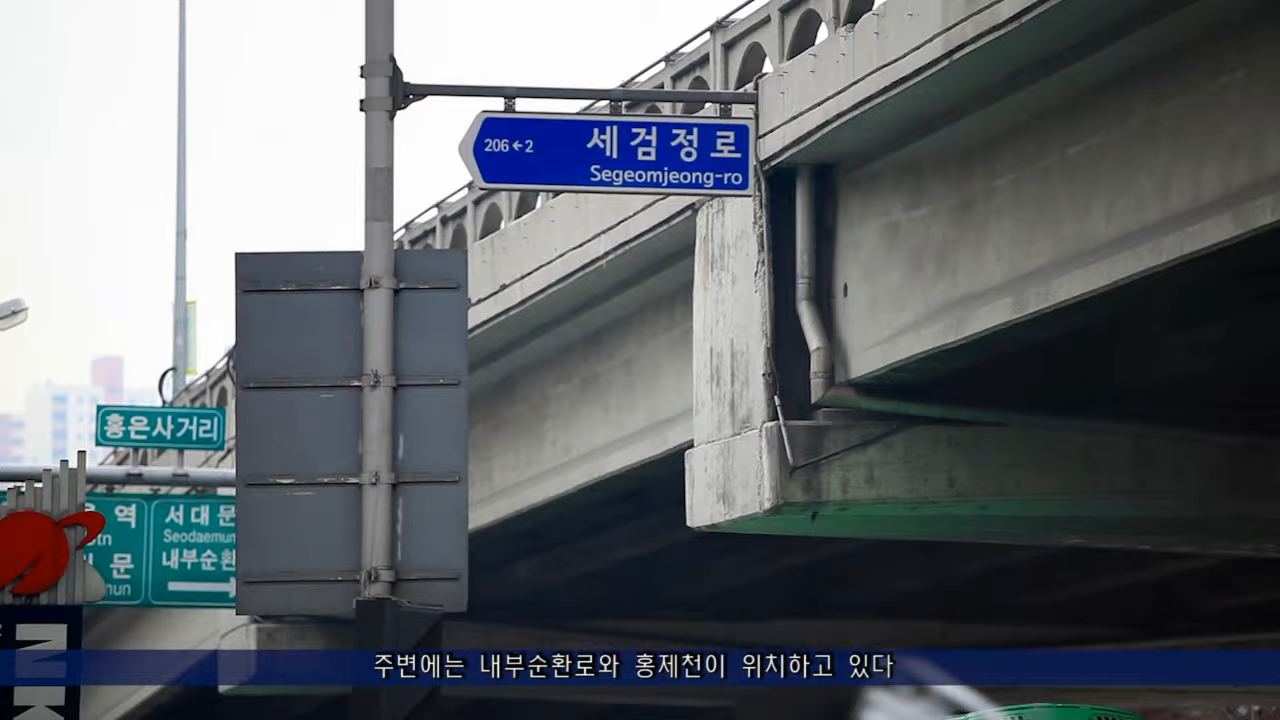 206←2
세검정로
Segeomjeong-ro
홍은사거리
역
서대문
Seodaemun
문
내부순환
주변에는 내부순환로와 홍제천이 위치하고 있다